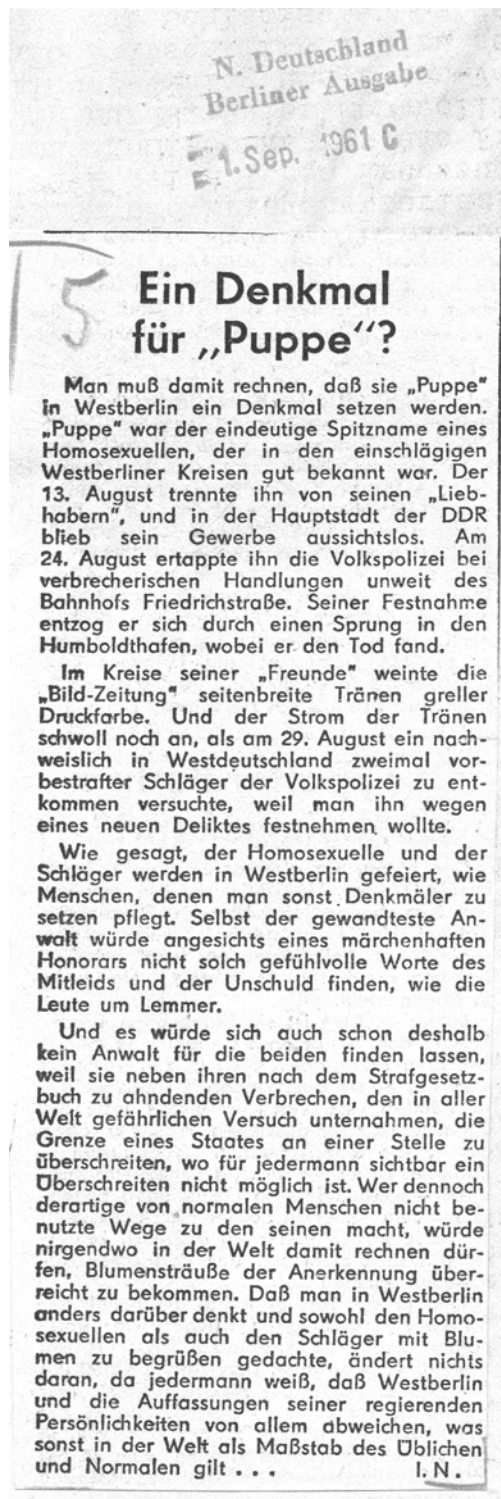 N. Deutschland
Berliner Ausgabe
1. Sep. 1961 C
15
Ein Denkmal
für „Puppe"?
Man muß damit rechnen, daß sie „Puppe"
in Westberlin ein Denkmal setzen werden.
„Puppe" war der eindeutige Spitzname eines
Homosexuellen, der in den einschlägigen
Westberliner Kreisen gut bekannt war. Der
13. August trennte ihn von seinen „Lieb-
habern", und in der Hauptstadt der DDR
blieb sein Gewerbe aussichtslos. Am
24. August ertappte ihn die Volkspolizei bei
verbrecherischen Handlungen unweit des
Bahnhofs Friedrichstraße. Seiner Festnahme
entzog er sich durch einen Sprung in den
Humboldthafen, wobei er den Tod fand.
Im Kreise seiner „Freunde" weinte die
„Bild-Zeitung" seitenbreite Tränen greller
Druckfarbe. Und der Strom der Tränen
schwoll noch an, als am 29. August ein nach-
weislich in Westdeutschland zweimal vor-
bestrafter Schläger der Volkspolizei zu ent-
kommen versuchte, weil man ihn wegen
eines neuen Deliktes festnehmen wollte.
Wie gesagt, der Homosexuelle und der
Schläger werden in Westberlin gefeiert, wie
Menschen, denen man sonst Denkmäler zu
setzen pflegt. Selbst der gewandteste An-
walt würde angesichts eines märchenhaften
Honorars nicht solch gefühlvolle Worte des
Mitleids und der Unschuld finden, wie die
Leute um Lemmer.
Und es würde sich auch schon deshalb
kein Anwalt für die beiden finden lassen,
weil sie neben ihren nach dem Strafgesetz-
buch zu ahndenden Verbrechen, den in aller
Welt gefährlichen Versuch unternahmen, die
Grenze eines Staates an einer Stelle zu
überschreiten, wo für jedermann sichtbar ein
Überschreiten nicht möglich ist. Wer dennoch
derartige von normalen Menschen nicht be-
nutzte Wege zu den seinen macht, würde
nirgendwo in der Welt damit rechnen dür-
fen, Blumensträuße der Anerkennung über-
reicht zu bekommen. Daß man in Westberlin
anders darüber denkt und sowohl den Homo-
sexuellen als auch den Schläger mit Blu-
men zu begrüßen gedachte, ändert nichts
daran, da jedermann weiß, daß Westberlin
und die Auffassungen seiner regierenden
Persönlichkeiten von allem abweichen, was
sonst in der Welt als Maßstab des Üblichen
und Normalen gilt . . . I. N.